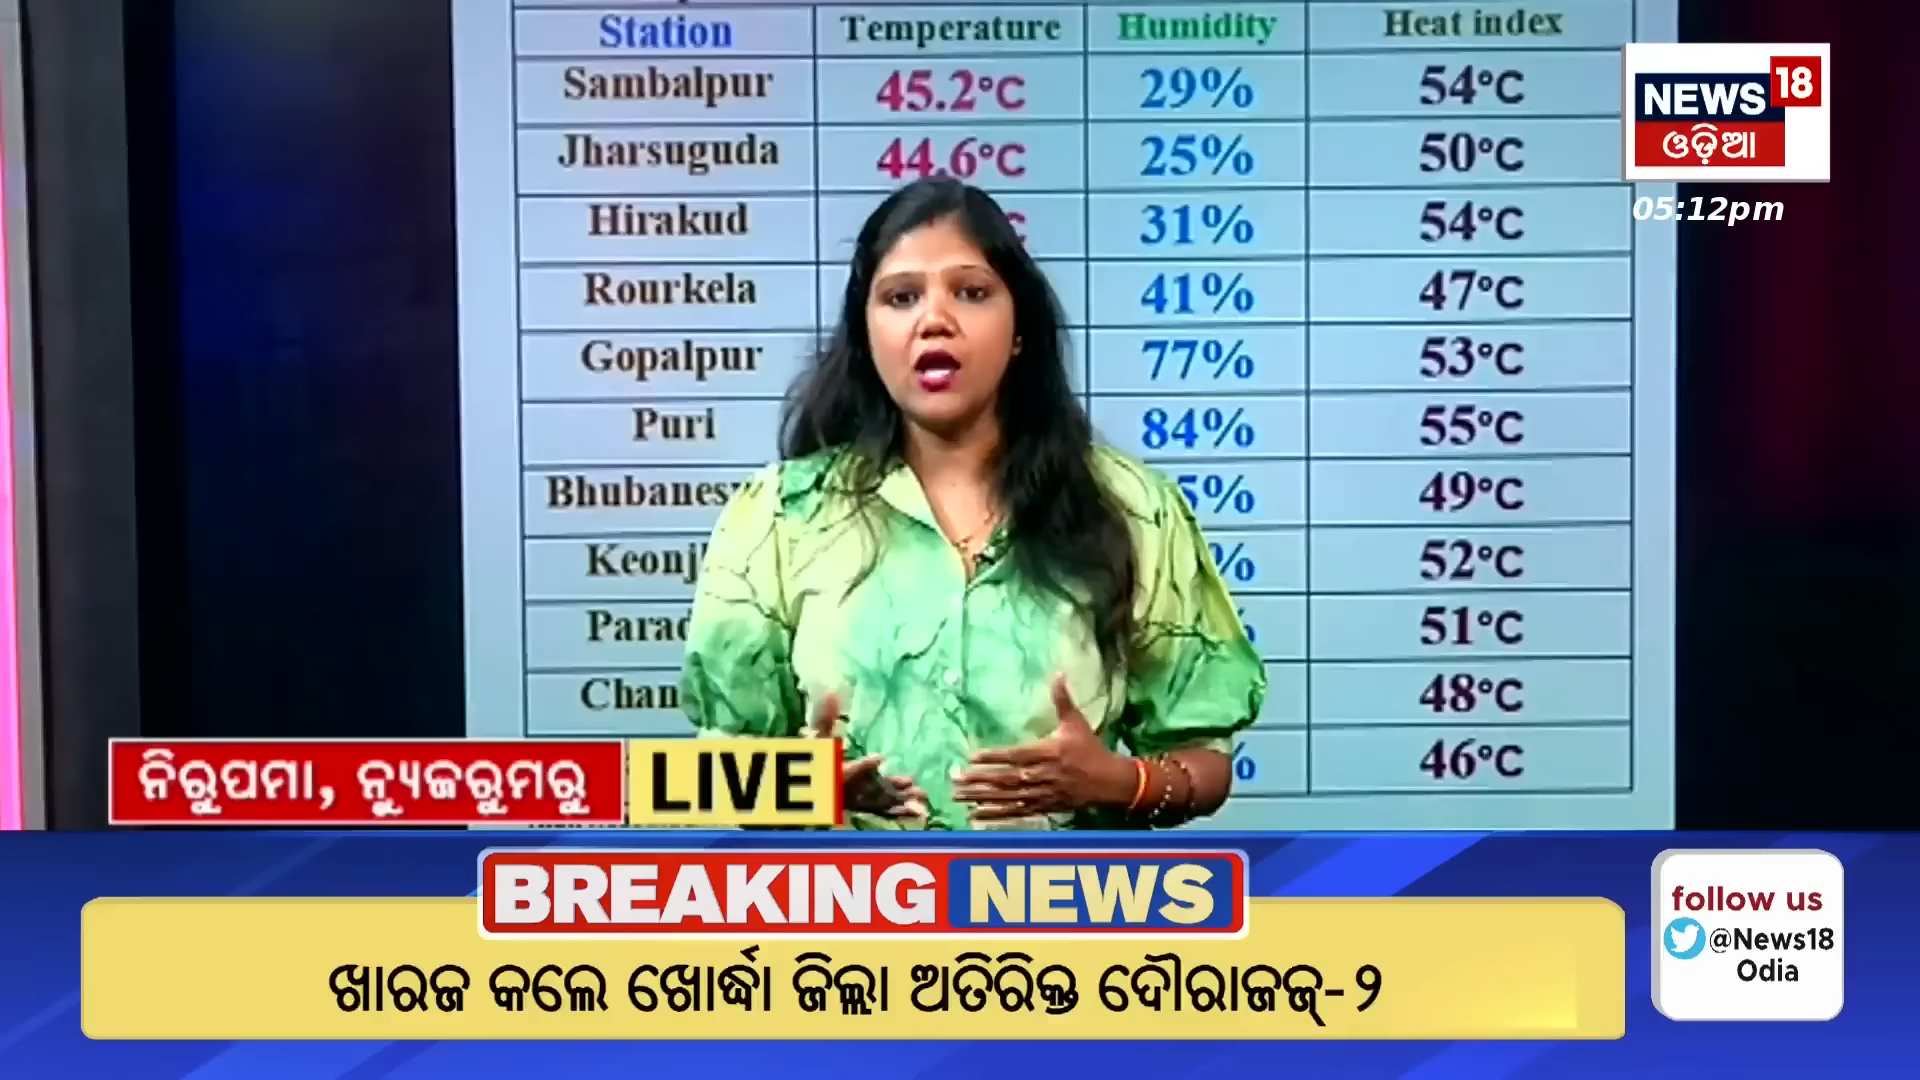 Station Temperature Humidity Heat index
Sambalpur 45.2°C 29% 54°C
Jharsuguda 44.6°C 25% 50°C
Hirakud 31% 54°C
Rourkela 41% 47°C
Gopalpur 77% 53°C
Puri 84% 55°C
49°C
52°C
51°C
48°C
46°C
NEWS 18
ଓଡ଼ିଆ
05:12pm
ନିରୁପମା, ନ୍ୟୁଜରୁମରୁ LIVE
BREAKING NEWS
ଖାରଜ କଲେ ଖୋର୍ଦ୍ଧା ଜିଲ୍ଲା ଅତିରିକ୍ତ ଦୌରାଜଜ୍-୨
follow us
@News18
Odia